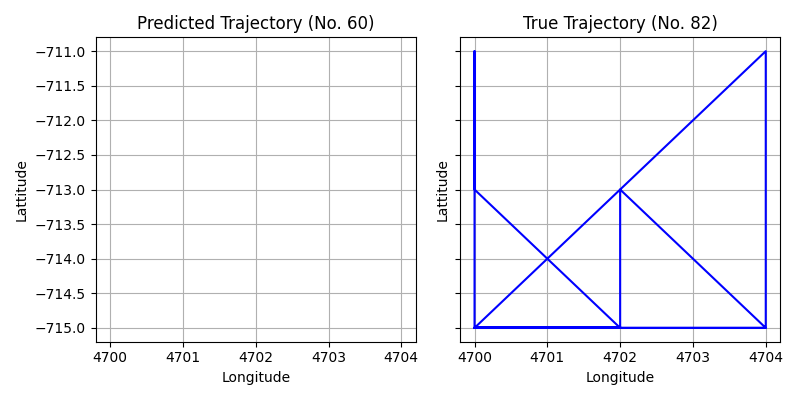 Predicted Trajectory (No. 60)
True Trajectory (No. 82)
Lattitude
−711.0
−711.5
−712.0
−712.5
−713.0
−713.5
−714.0
−714.5
−715.0
4700 4701 4702 4703 4704
Longitude
Lattitude
4700 4701 4702 4703 4704
Longitude